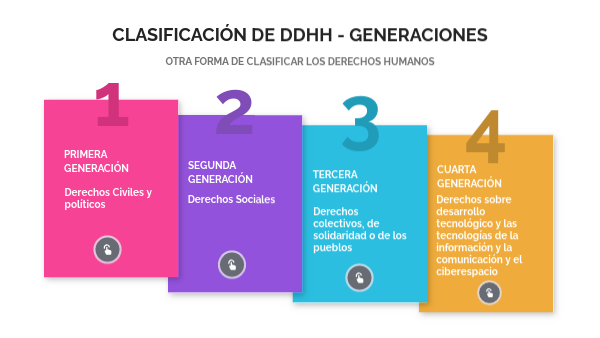 CLASIFICACIÓN DE DDHH - GENERACIONES
OTRA FORMA DE CLASIFICAR LOS DERECHOS HUMANOS
1
PRIMERA
GENERACIÓN
Derechos Civiles y
políticos
2
SEGUNDA
GENERACIÓN
Derechos Sociales
3
TERCERA
GENERACIÓN
Derechos
colectivos, de
solidaridad o de los
pueblos
4
CUARTA
GENERACIÓN
Derechos sobre
desarrollo
tecnológico y las
tecnologías de la
información y la
comunicación y el
ciberespacio